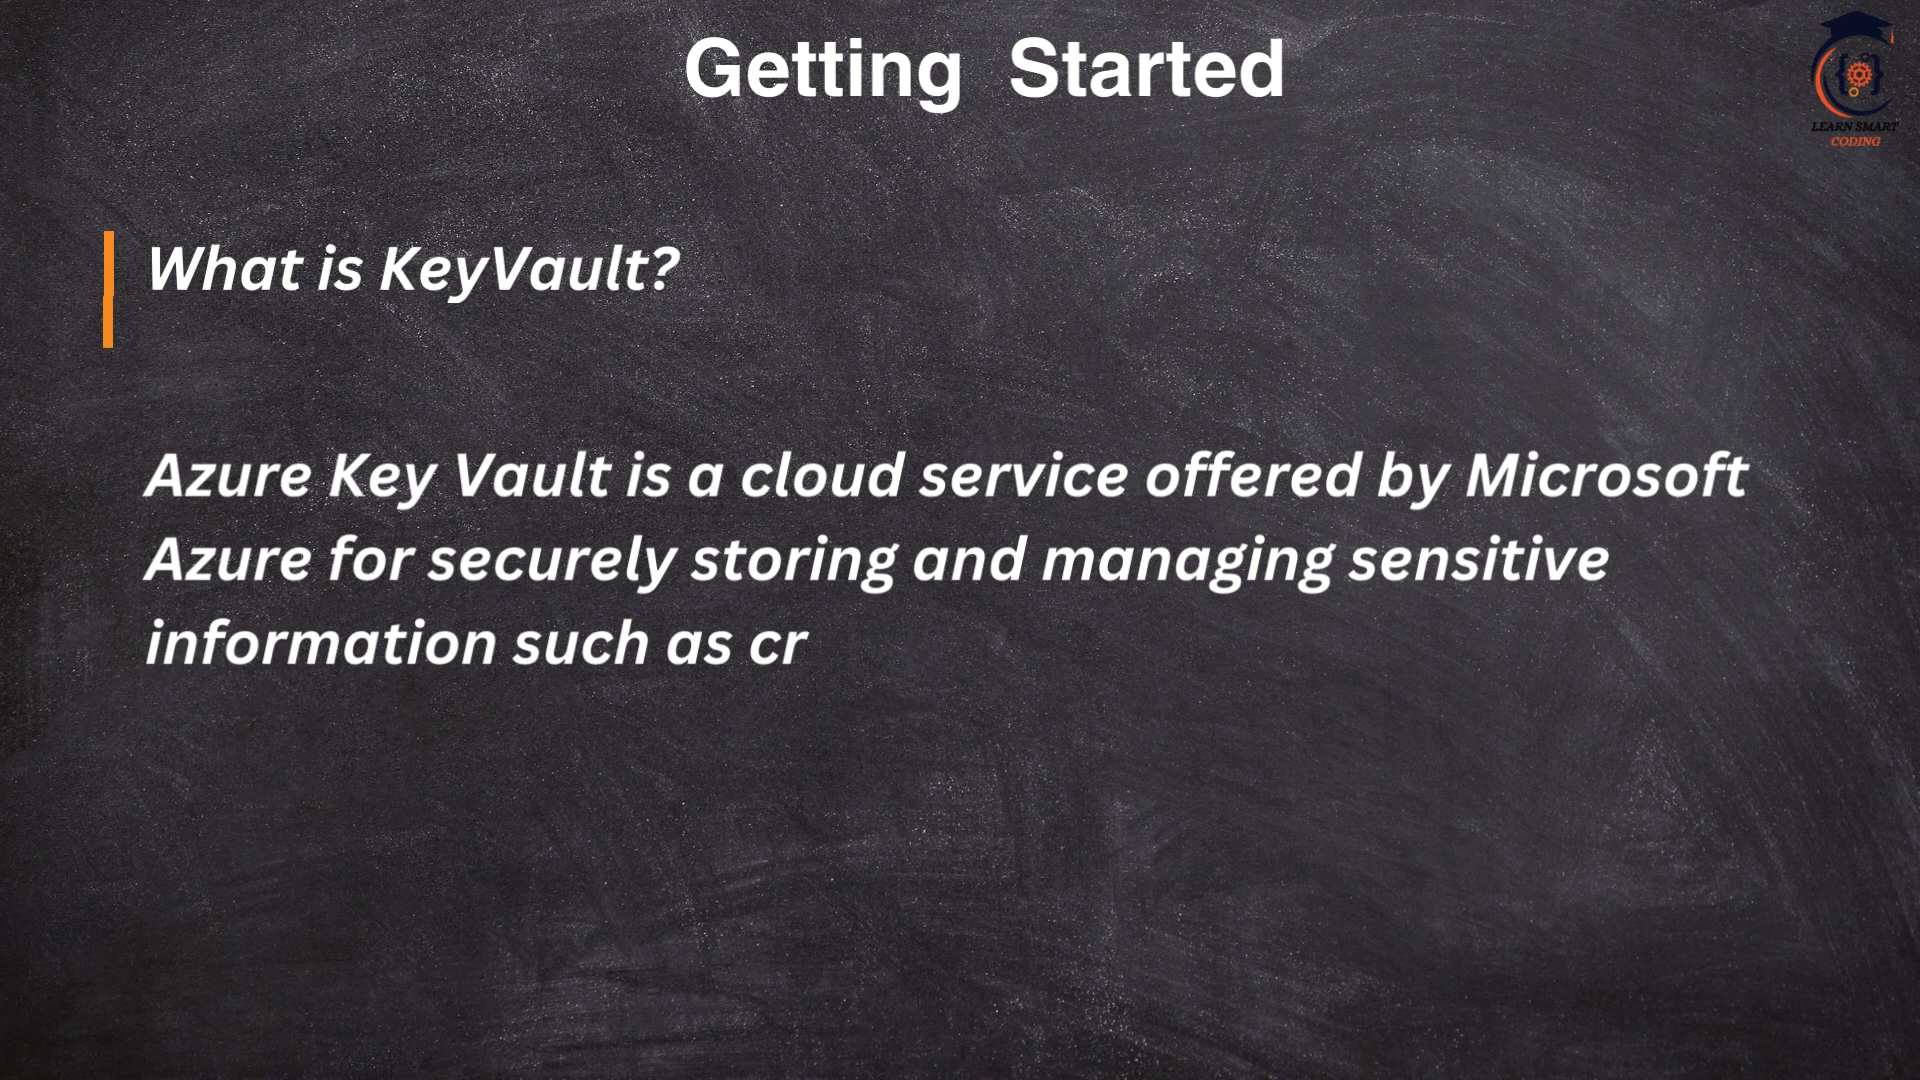 Getting Started
LEARN SMART
CODING
What is KeyVault?
Azure Key Vault is a cloud service offered by Microsoft
Azure for securely storing and managing sensitive
information such as cr